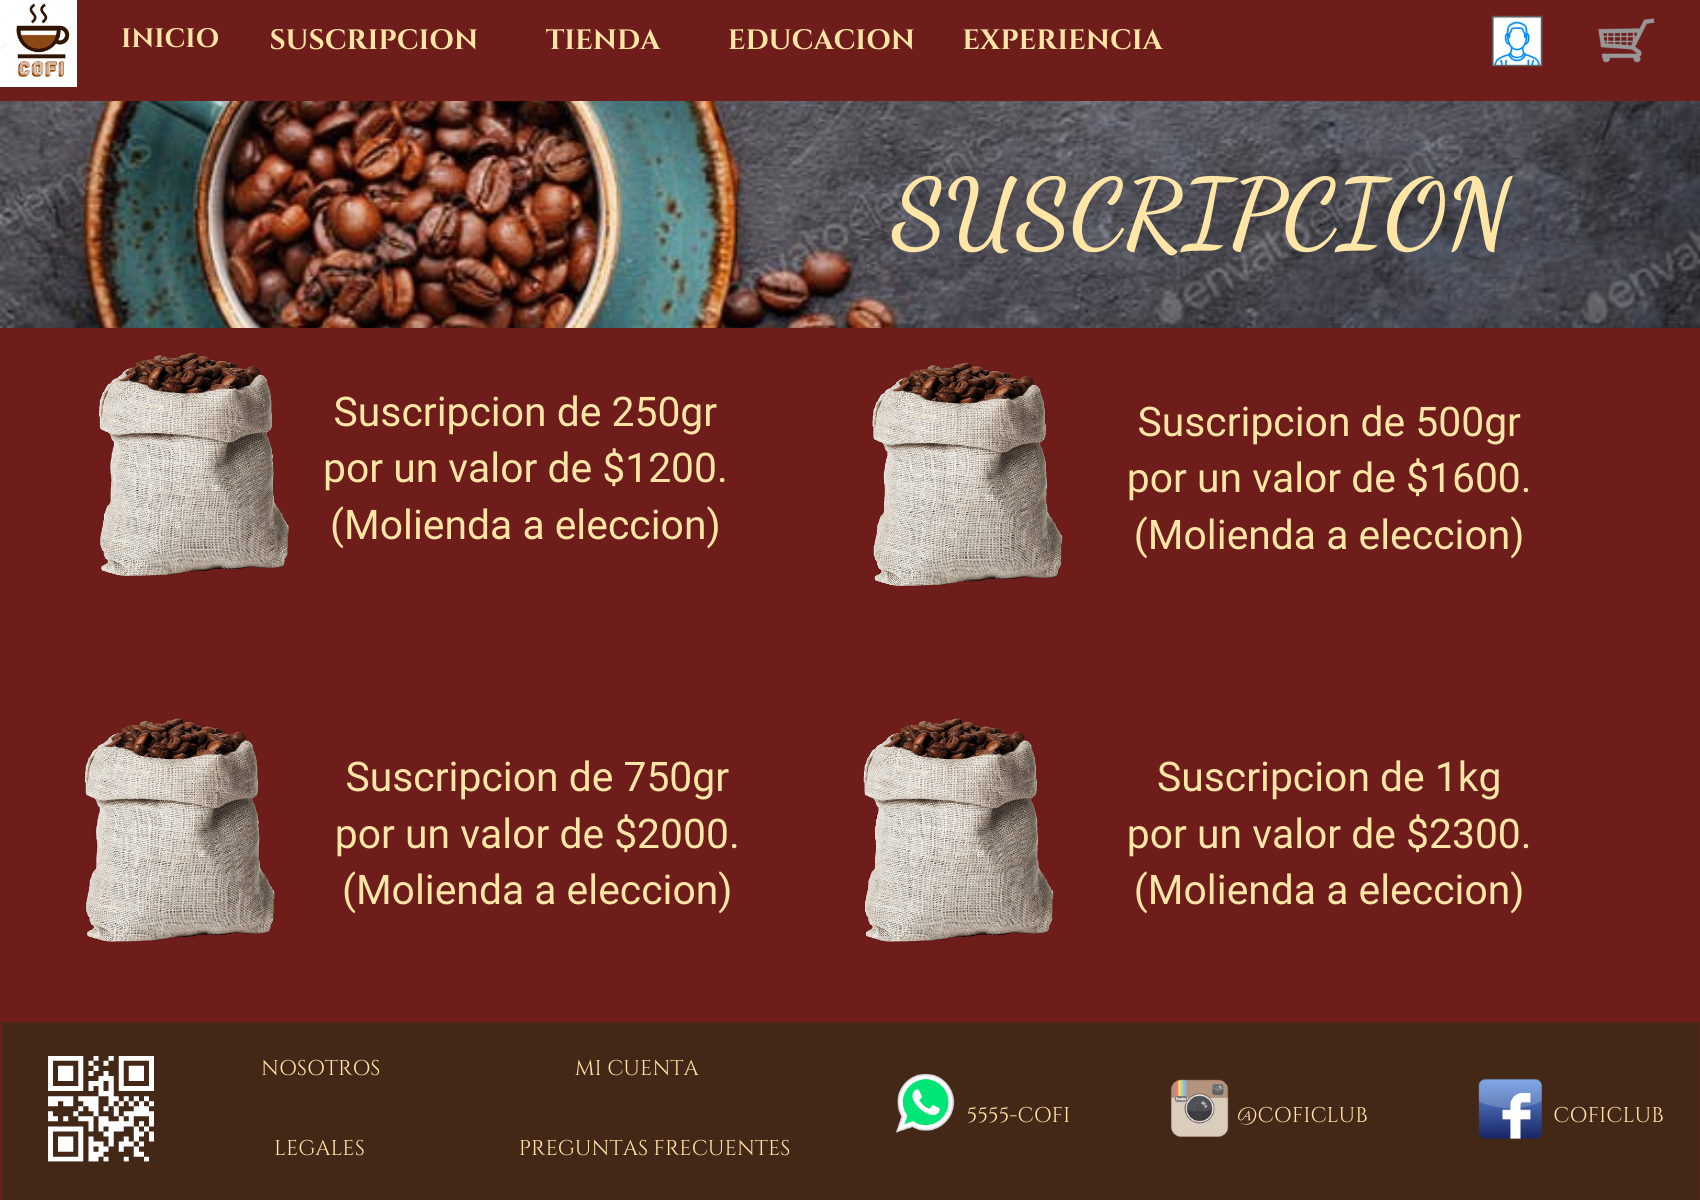 COFI
INICIO
SUSCRIPCION
TIENDA
EDUCACION
EXPERIENCIA
SUSCRIPCION
Suscripcion de 250gr
por un valor de $1200.
(Molienda a eleccion)
Suscripcion de 500gr
por un valor de $1600.
(Molienda a eleccion)
Suscripcion de 750gr
por un valor de $2000.
(Molienda a eleccion)
Suscripcion de 1kg
por un valor de $2300.
(Molienda a eleccion)
NOSOTROS
MI CUENTA
LEGALES
PREGUNTAS FRECUENTES
5555-COFI
@COFICLUB
COFICLUB